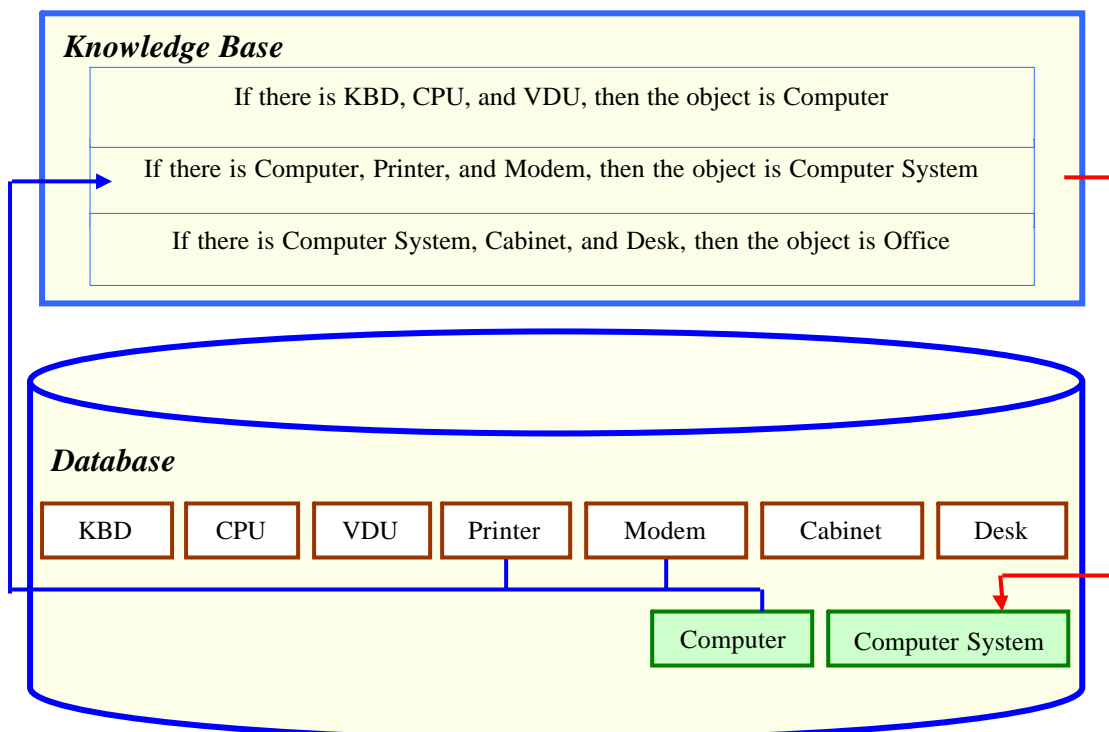 Knowledge Base
If there is KBD, CPU, and VDU, then the object is Computer
If there is Computer, Printer, and Modem, then the object is Computer System
If there is Computer System, Cabinet, and Desk, then the object is Office
Database
KBD CPU VDU Printer Modem Cabinet Desk
Computer Computer System